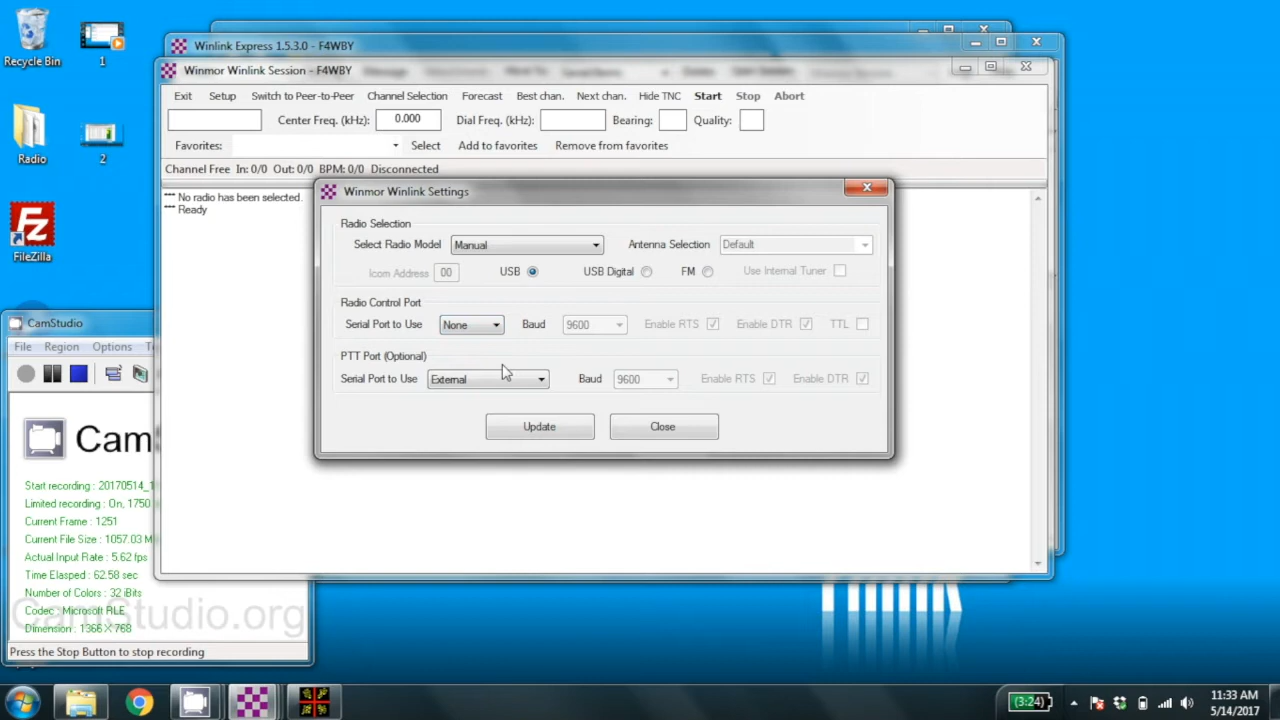 Recycle Bin
1
Radio
2
FileZilla
Winlink Express 1.5.3.0 - F4WBY
Winmor Winlink Session - F4WBY
Exit Setup Switch to Peer-to-Peer Channel Selection Forecast Best chan. Next chan. Hide TNC Start Stop Abort
Center Freq. (kHz): 0.000 Dial Freq. (kHz): Bearing: Quality:
Favorites: Select Add to favorites Remove from favorites
Channel Free In: 0/0 Out: 0/0 BPM: 0/0 Disconnected
*** No radio has been selected.
*** Ready
Winmor Winlink Settings
Radio Selection
Select Radio Model Manual Antenna Selection Default
Icom Address 00 USB USB Digital FM Use Internal Tuner
Radio Control Port
Serial Port to Use None Baud 9600 Enable RTS Enable DTR TTL
PTT Port (Optional)
Serial Port to Use External Baud 9600 Enable RTS Enable DTR
Update Close
CamStudio
File Region Options
Cam
Start recording : 20170514_1
Limited recording : On, 1750
Current Frame : 1251
Current File Size : 1057.03 M
Actual Input Rate : 5.62 fps
Time Elasped : 62.58 sec
Number of Colors : 32 iBits
Codec : Microsoft RLE
Dimension : 1366 X 768
CamStudio.org
Press the Stop Button to stop recording
(3:24)
11:33 AM
5/14/2017